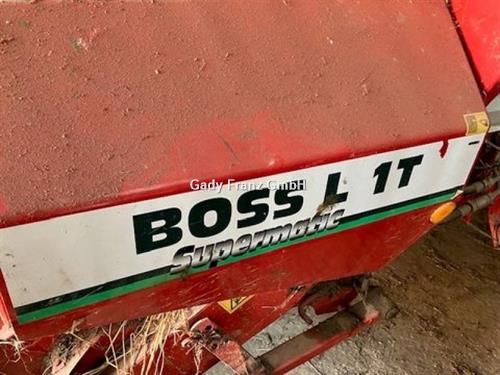 Gady Franz GmbH
BOSS L 1T
Supermatic